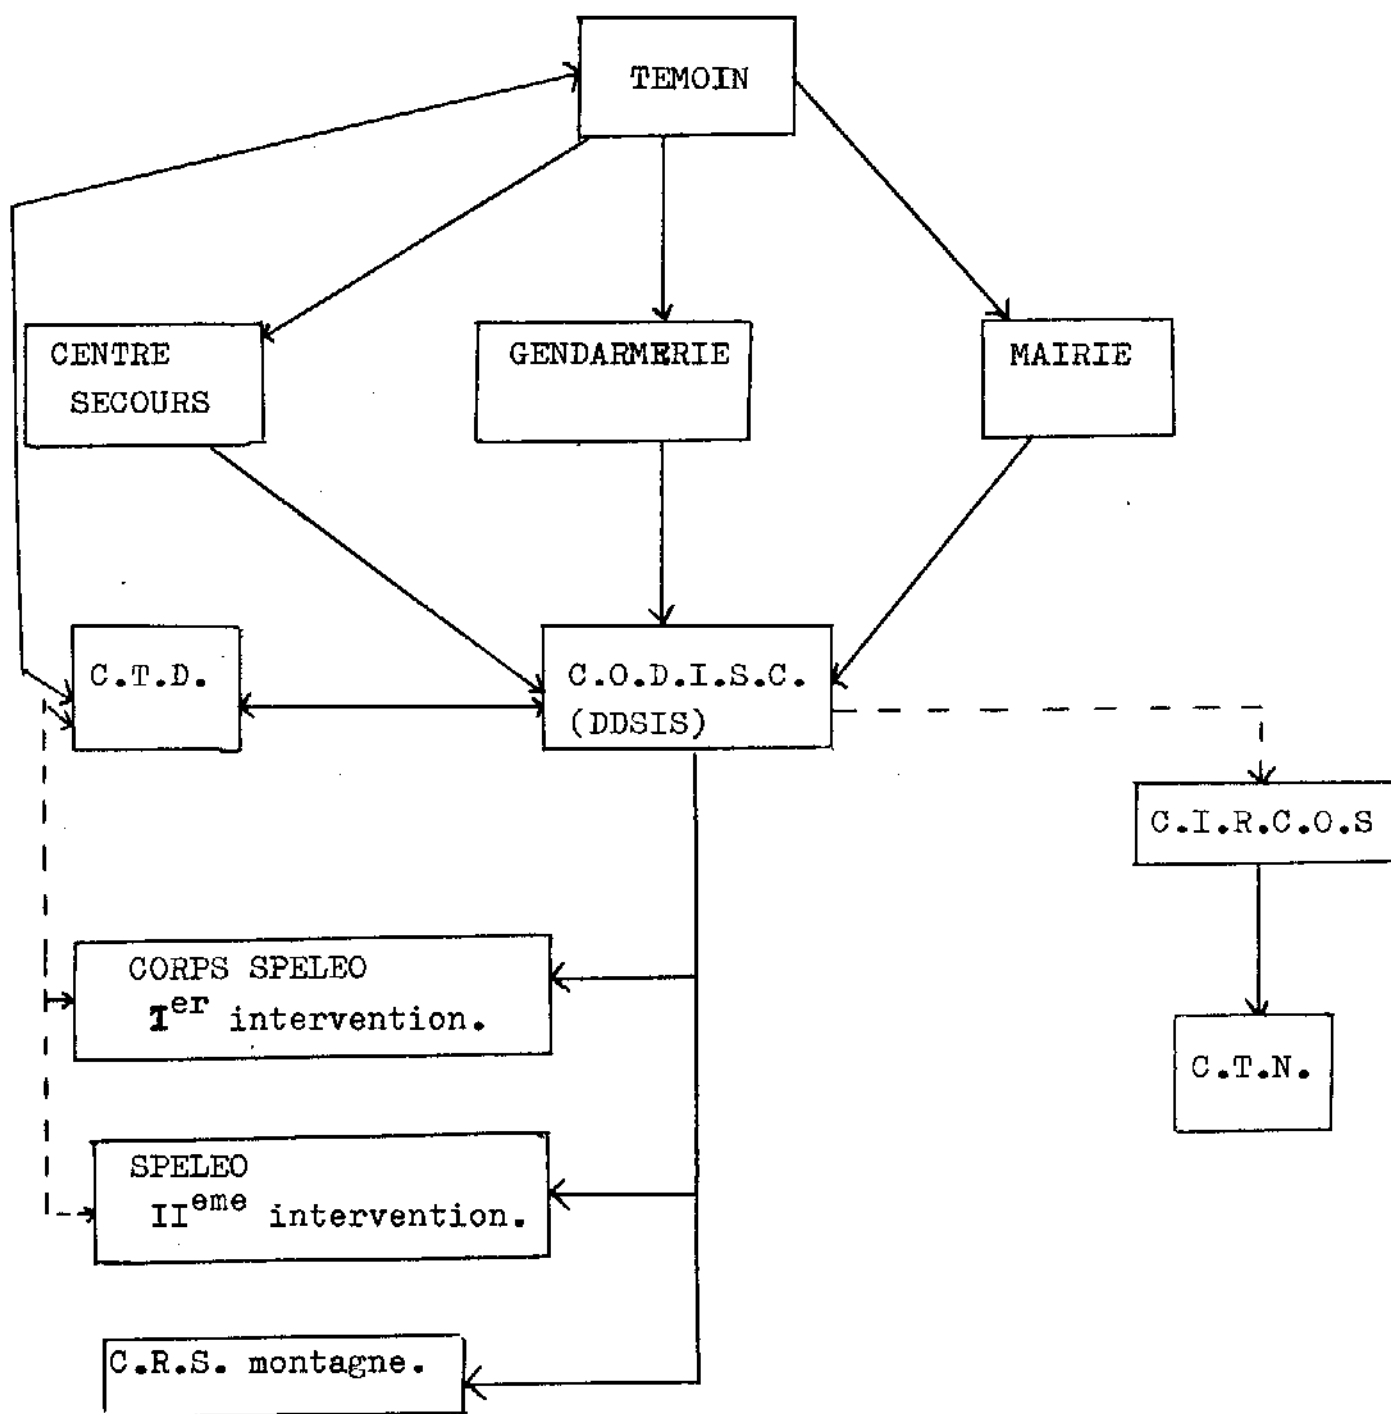 TEMOIN
CENTRE
SECOURS
GENDARMERIE
MAIRIE
C.T.D.
C.O.D.I.S.C.
(DDSIS)
C.I.R.C.O.S
CORPS SPELEO
Ier intervention.
C.T.N.
SPELEO
IIeme intervention.
C.R.S. montagne.